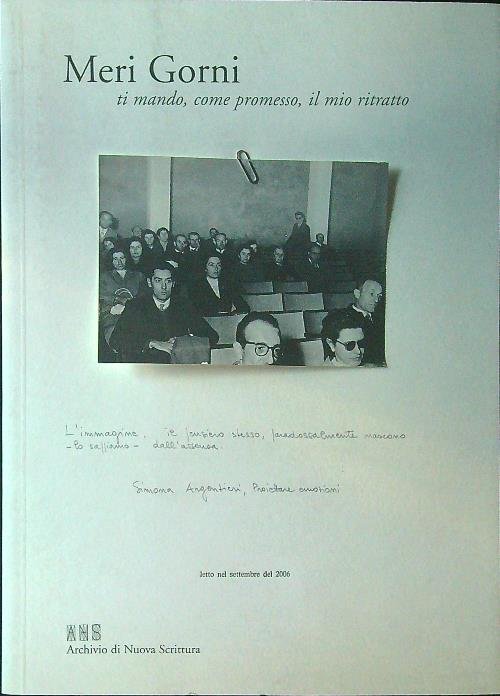 Meri Gorni
ti mando, come promesso, il mio ritratto
L'immagine, il pensiero stesso, paradossalmente nascono
- lo sappiamo - dall'assenza.
Simona Argentieri, Proiettare emozioni
letto nel settembre del 2006
ANS
Archivio di Nuova Scrittura